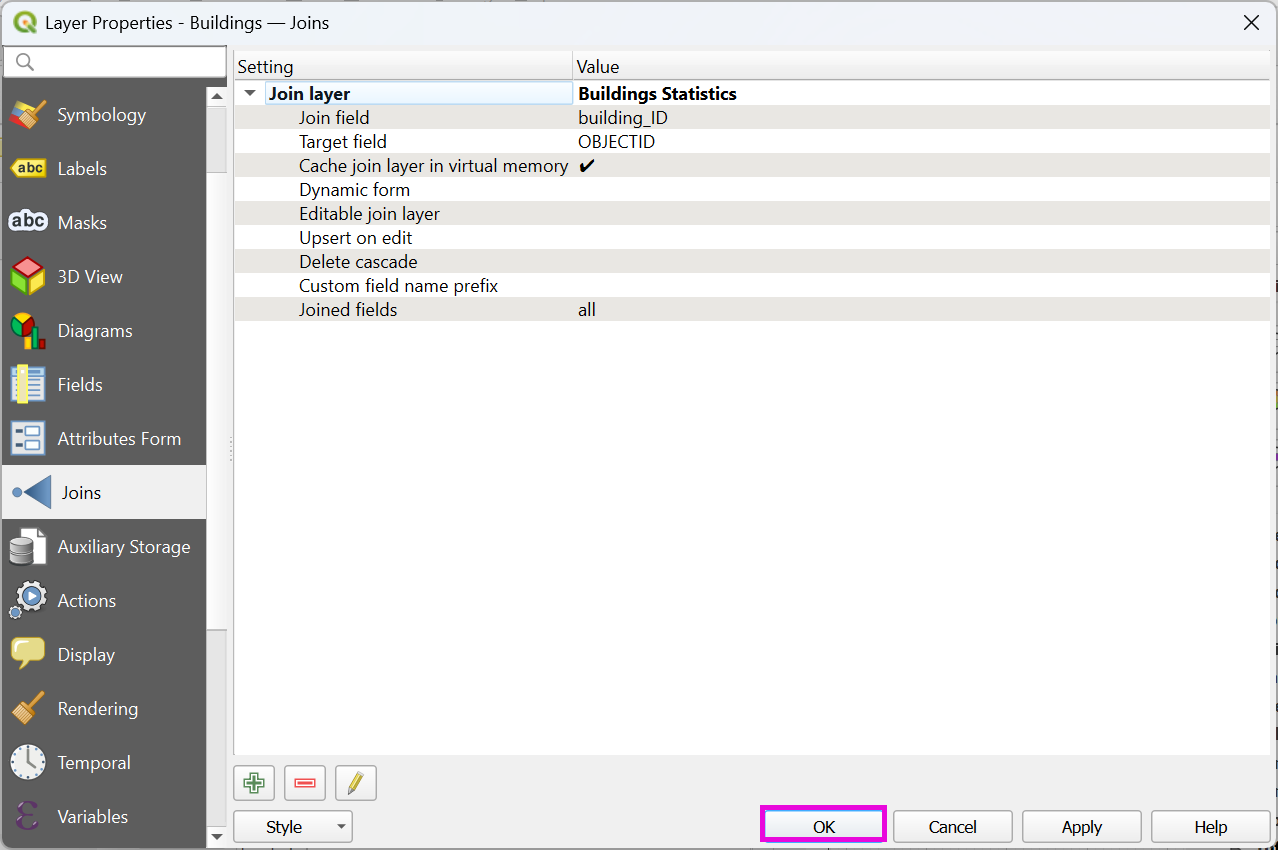 Layer Properties - Buildings — Joins
Setting
Value
Join layer
Buildings Statistics
Join field
building_ID
Target field
OBJECTID
Cache join layer in virtual memory
✔
Dynamic form
Editable join layer
Upsert on edit
Delete cascade
Custom field name prefix
Joined fields
all
Symbology
abc
Labels
abc
Masks
3D View
Diagrams
Fields
Attributes Form
Joins
Auxiliary Storage
Actions
Display
Rendering
Temporal
ε
Variables
Style
OK
Cancel
Apply
Help